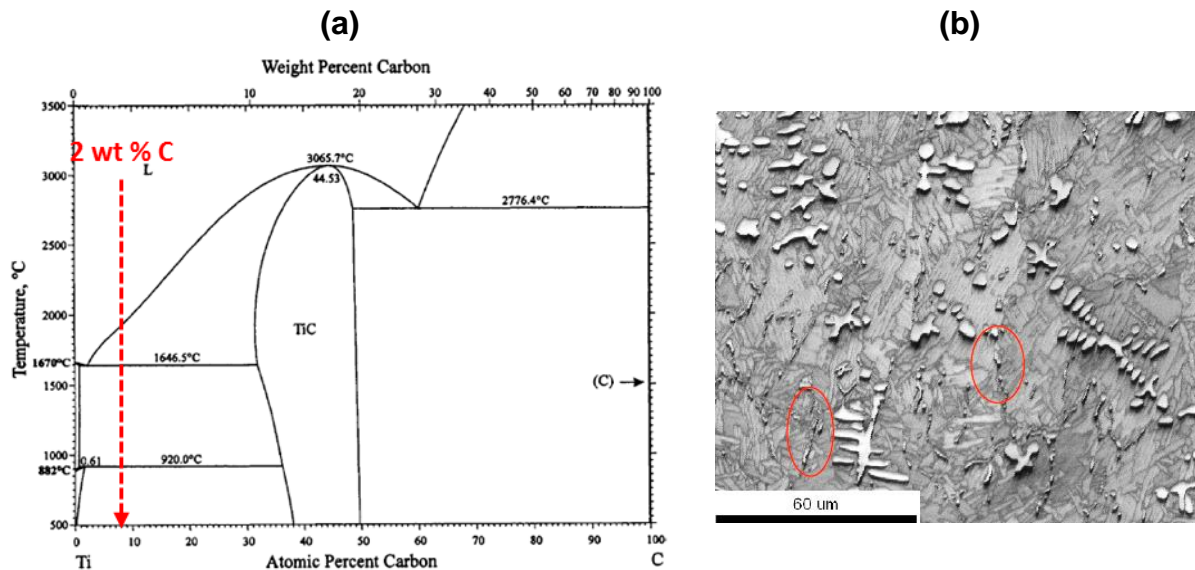 (a)
(b)
Weight Percent Carbon
0 10 20 30 40 50 60 70 80 90 100
3500
2 wt % C
L
3065.7°C
3000
44.53
2776.4°C
2500
Temperature, °C
2000
TiC
1670°C
1646.5°C
1500
(C)
1000
0.61
920.0°C
882°C
500
0 10 20 30 40 50 60 70 80 90 100
Ti
Atomic Percent Carbon
C
60 um